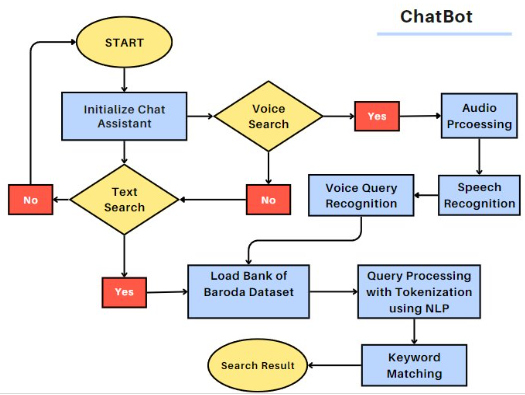 ChatBot
START
Initialize Chat
Assistant
Voice
Search
Yes
Audio
Prcoessing
No
Text
Search
No
Voice Query
Recognition
Speech
Recognition
Yes
Load Bank of
Baroda Dataset
Query Processing
with Tokenization
using NLP
Search Result
Keyword
Matching